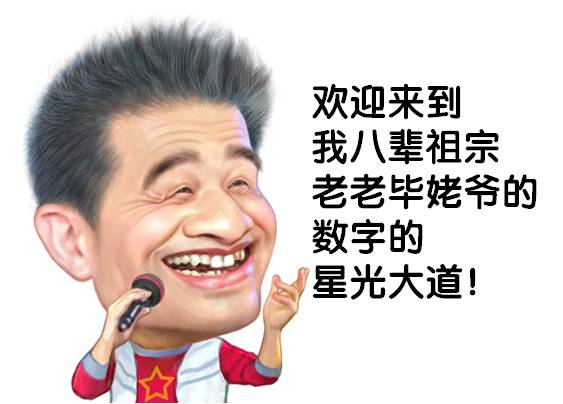 欢迎来到
我八辈祖宗
老老毕姥爷的
数字的
星光大道！